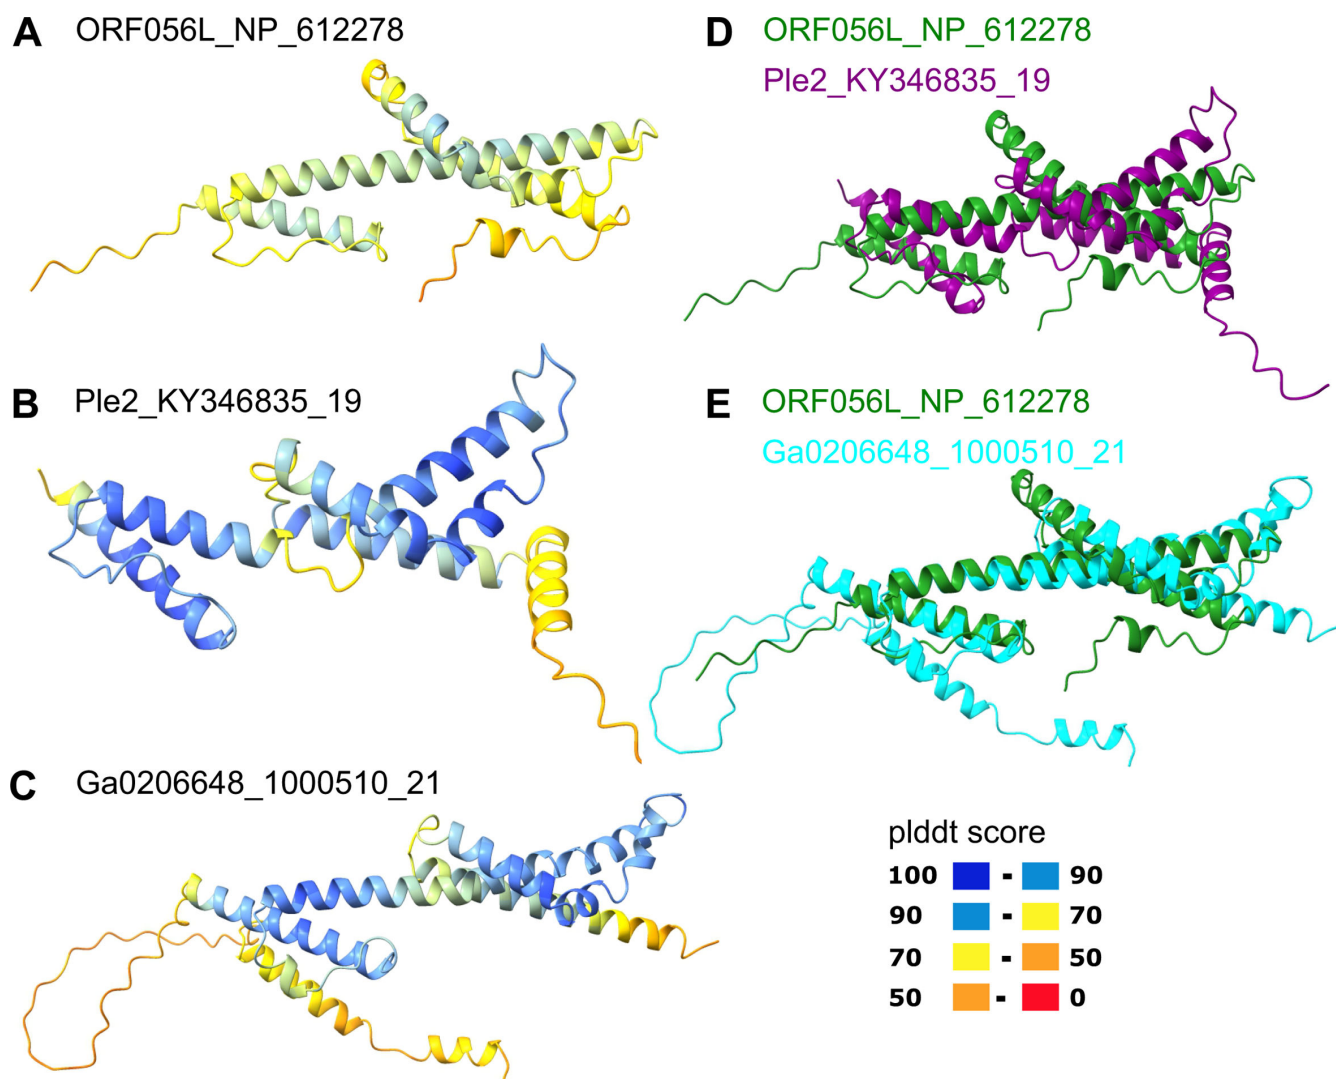 A ORF056L_NP_612278
B Ple2_KY346835_19
C Ga0206648_1000510_21
D ORF056L_NP_612278
Ple2_KY346835_19
E ORF056L_NP_612278
Ga0206648_1000510_21
plddt score
100 - 90
90 - 70
70 - 50
50 - 0